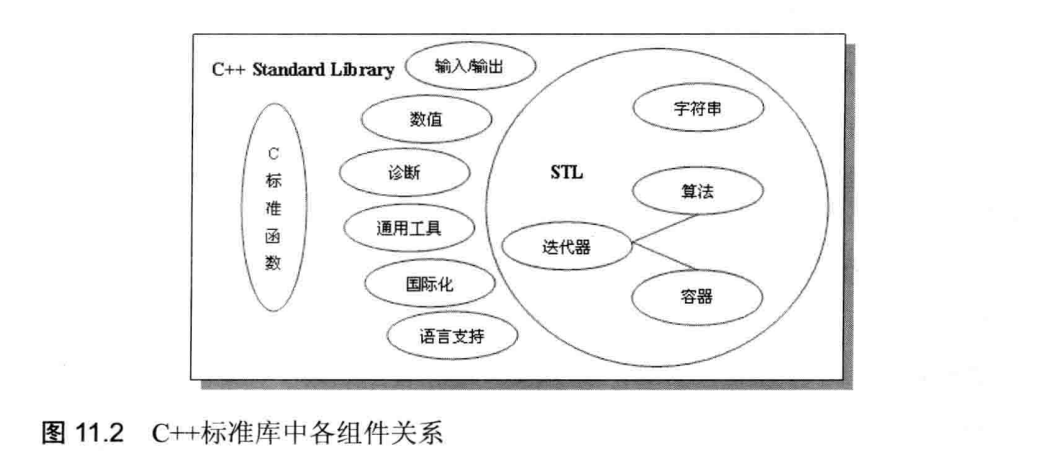 C++ Standard Library
输入/输出
数值
诊断
通用工具
国际化
语言支持
C标准函数
STL
字符串
算法
迭代器
容器
图 11.2 C++标准库中各组件关系